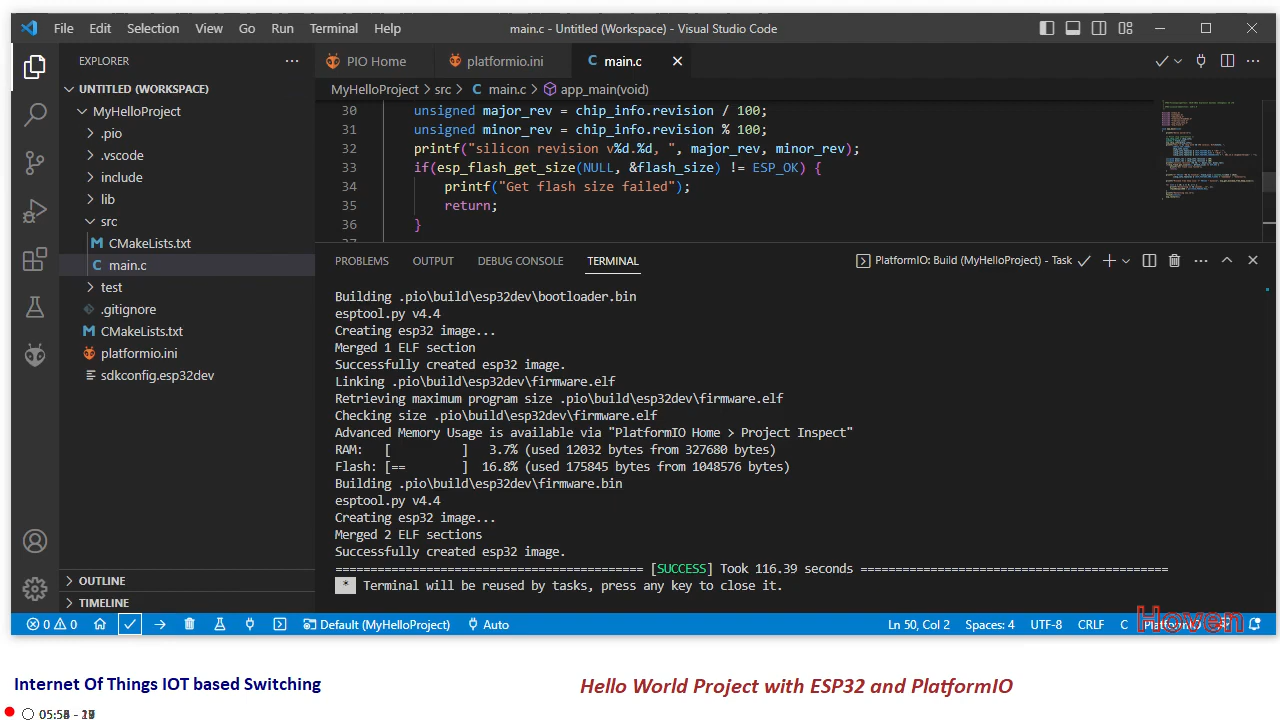 File Edit Selection View Go Run Terminal Help main.c - Untitled (Workspace) - Visual Studio Code
EXPLORER
PIO Home platformio.ini main.c
UNTITLED (WORKSPACE)
MyHelloProject > src > C main.c > app_main(void)
MyHelloProject
.pio
.vscode
include
lib
src
CMakeLists.txt
main.c
test
.gitignore
CMakeLists.txt
platformio.ini
sdkconfig.esp32dev
OUTLINE
TIMELINE
30 unsigned major_rev = chip_info.revision / 100;
31 unsigned minor_rev = chip_info.revision % 100;
32 printf("silicon revision v%d.%d, ", major_rev, minor_rev);
33 if(esp_flash_get_size(NULL, &flash_size) != ESP_OK) {
34 printf("Get flash size failed");
35 return;
36 }
37
PROBLEMS OUTPUT DEBUG CONSOLE TERMINAL PlatformIO: Build (MyHelloProject) - Task
Building .pio\build\esp32dev\bootloader.bin
esptool.py v4.4
Creating esp32 image...
Merged 1 ELF section
Successfully created esp32 image.
Linking .pio\build\esp32dev\firmware.elf
Retrieving maximum program size .pio\build\esp32dev\firmware.elf
Checking size .pio\build\esp32dev\firmware.elf
Advanced Memory Usage is available via "PlatformIO Home > Project Inspect"
RAM: [ ] 3.7% (used 12032 bytes from 327680 bytes)
Flash: [== ] 16.8% (used 175845 bytes from 1048576 bytes)
Building .pio\build\esp32dev\firmware.bin
esptool.py v4.4
Creating esp32 image...
Merged 2 ELF sections
Successfully created esp32 image.
============================================ [SUCCESS] Took 116.39 seconds ============================================
* Terminal will be reused by tasks, press any key to close it.
0 0 Default (MyHelloProject) Auto Ln 50, Col 2 Spaces: 4 UTF-8 CRLF C PlatformIO
Hoven
Internet Of Things IOT based Switching
Hello World Project with ESP32 and PlatformIO